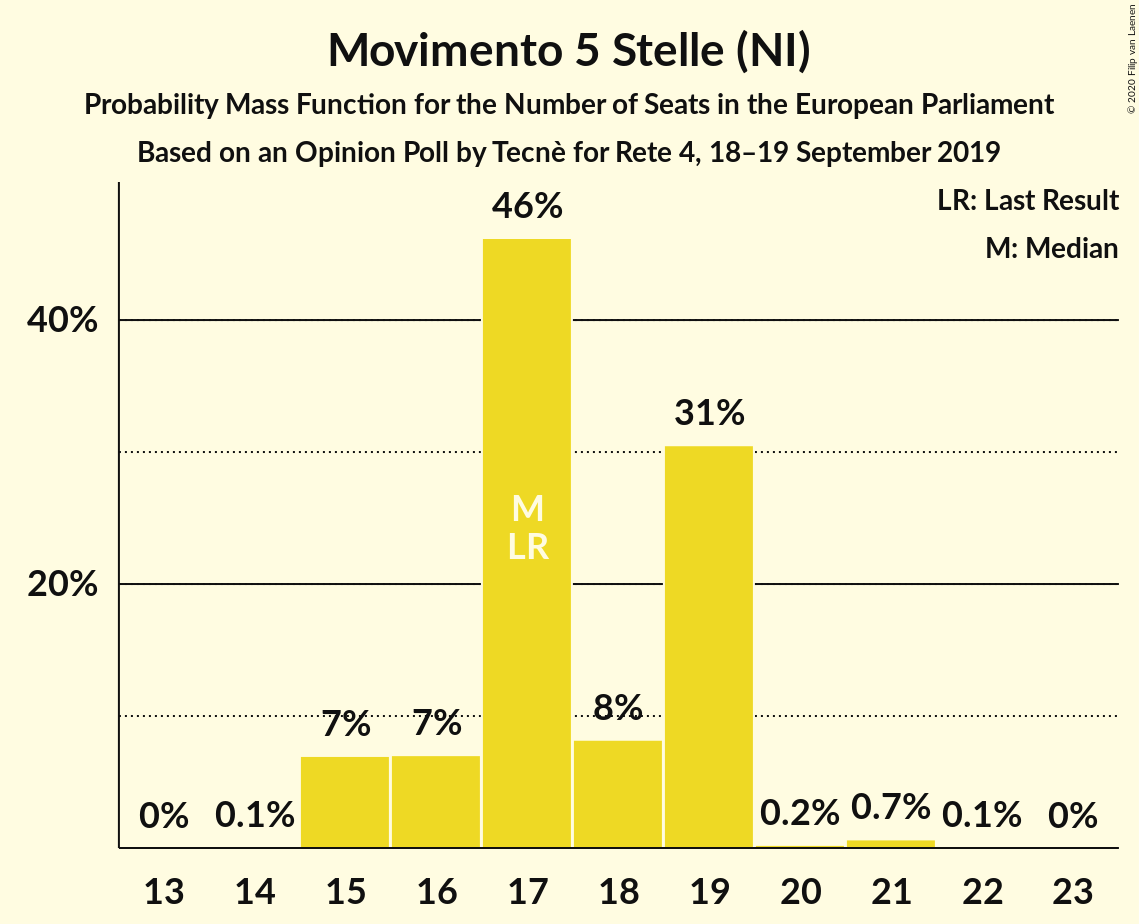 Movimento 5 Stelle (NI)
Probability Mass Function for the Number of Seats in the European Parliament
Based on an Opinion Poll by Tecnè for Rete 4, 18–19 September 2019
© 2020 Filip van Laenen
LR: Last Result
M: Median
46%
40%
31%
M
LR
20%
7%
7%
8%
0%
0.1%
0.2%
0.7%
0.1%
0%
13 14 15 16 17 18 19 20 21 22 23